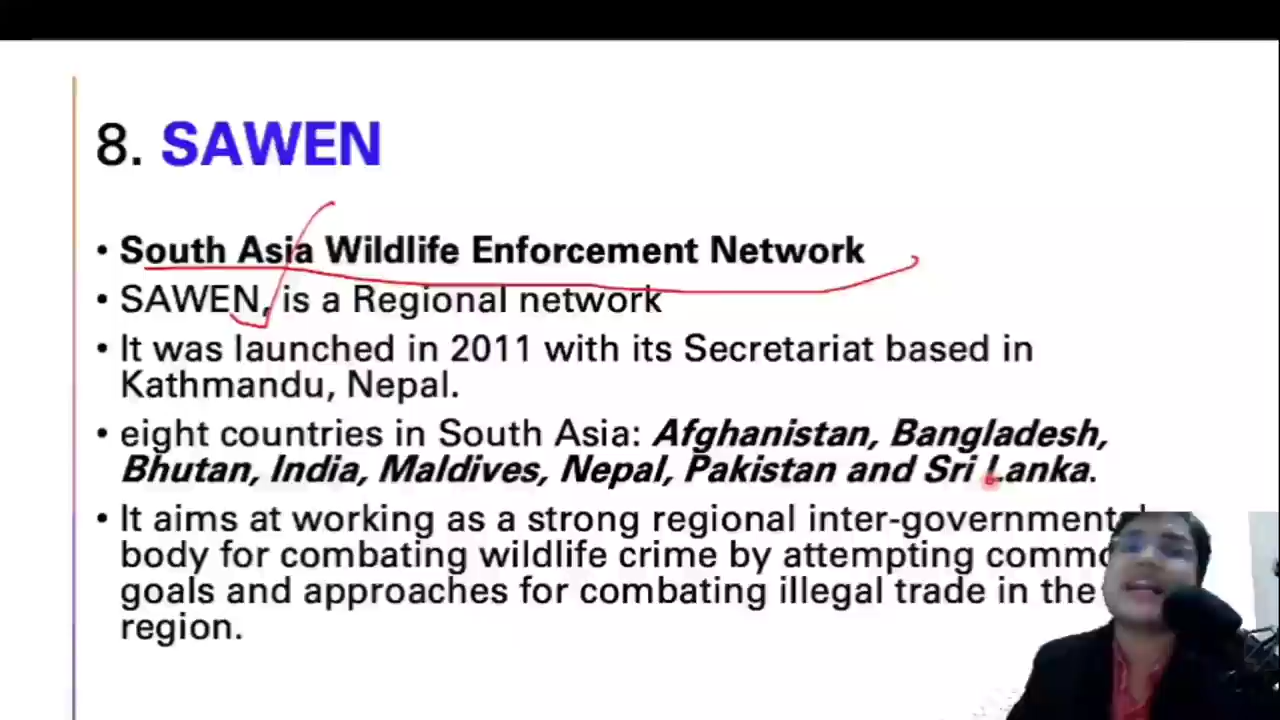 8. SAWEN
• South Asia Wildlife Enforcement Network
• SAWEN, is a Regional network
• It was launched in 2011 with its Secretariat based in
Kathmandu, Nepal.
• eight countries in South Asia: Afghanistan, Bangladesh,
Bhutan, India, Maldives, Nepal, Pakistan and Sri Lanka.
• It aims at working as a strong regional inter-governmental
body for combating wildlife crime by attempting
goals and approaches for combating illegal trade in the
region.